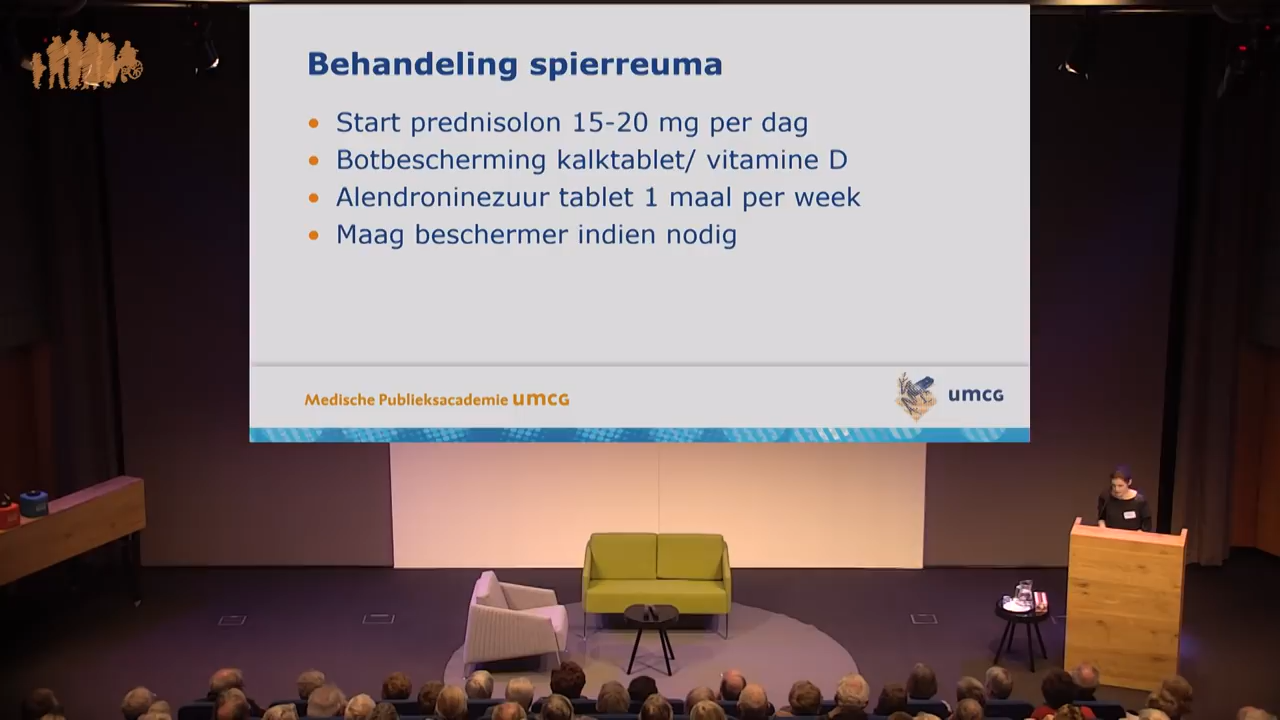 Behandeling spierreuma
Start prednisolon 15-20 mg per dag
Botbescherming kalktablet/ vitamine D
Alendroninezuur tablet 1 maal per week
Maag beschermer indien nodig
Medische Publieksacademie umcg
umcg